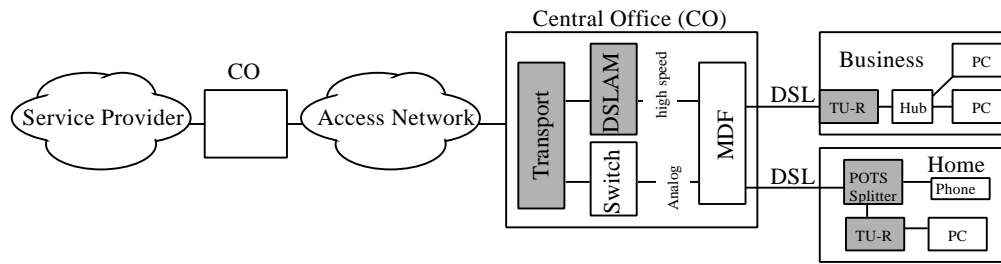 Central Office (CO)
CO
Service Provider
Access Network
Transport
DSLAM
high speed
Switch
Analog
MDF
DSL
Business
TU-R
Hub
PC
PC
DSL
Home
POTS
Splitter
Phone
TU-R
PC